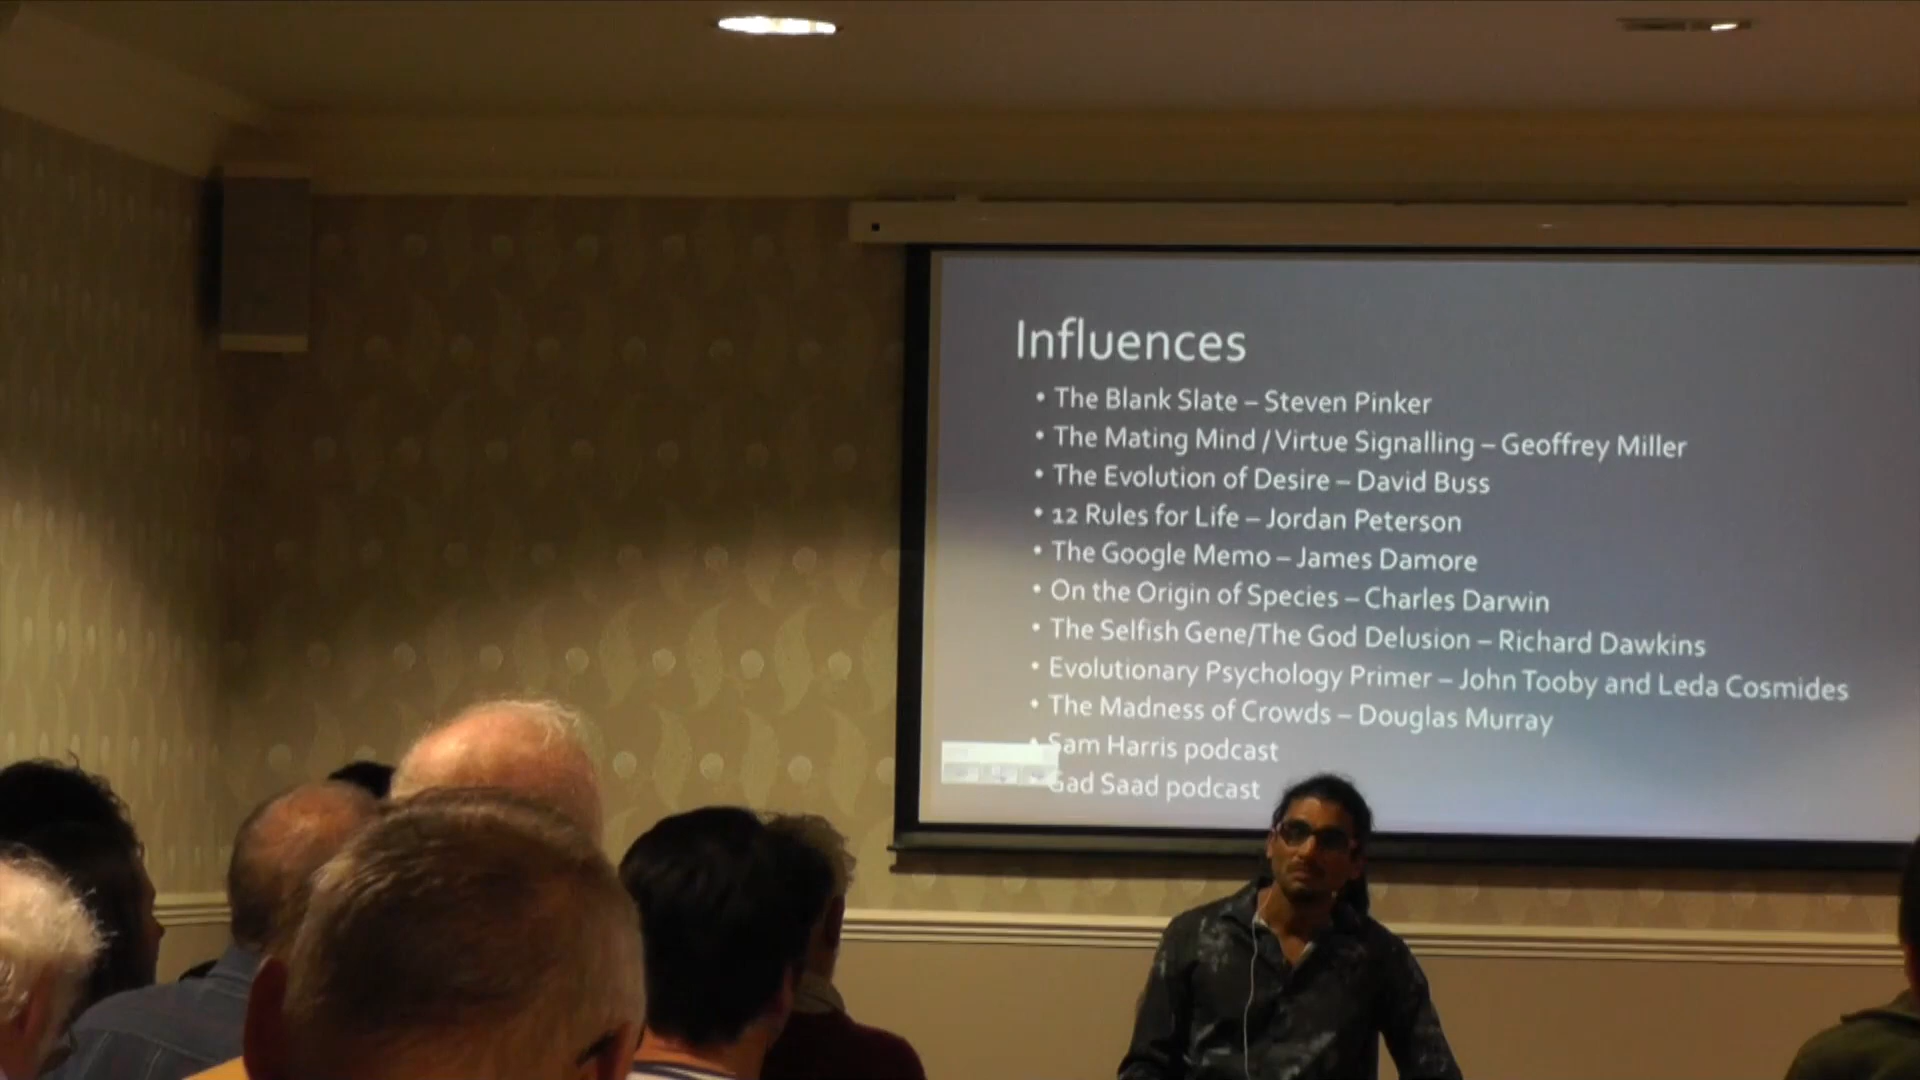 Influences
• The Blank Slate – Steven Pinker
• The Mating Mind / Virtue Signalling – Geoffrey Miller
• The Evolution of Desire – David Buss
• 12 Rules for Life – Jordan Peterson
• The Google Memo – James Damore
• On the Origin of Species – Charles Darwin
• The Selfish Gene/The God Delusion – Richard Dawkins
• Evolutionary Psychology Primer – John Tooby and Leda Cosmides
• The Madness of Crowds – Douglas Murray
• Sam Harris podcast
• Gad Saad podcast